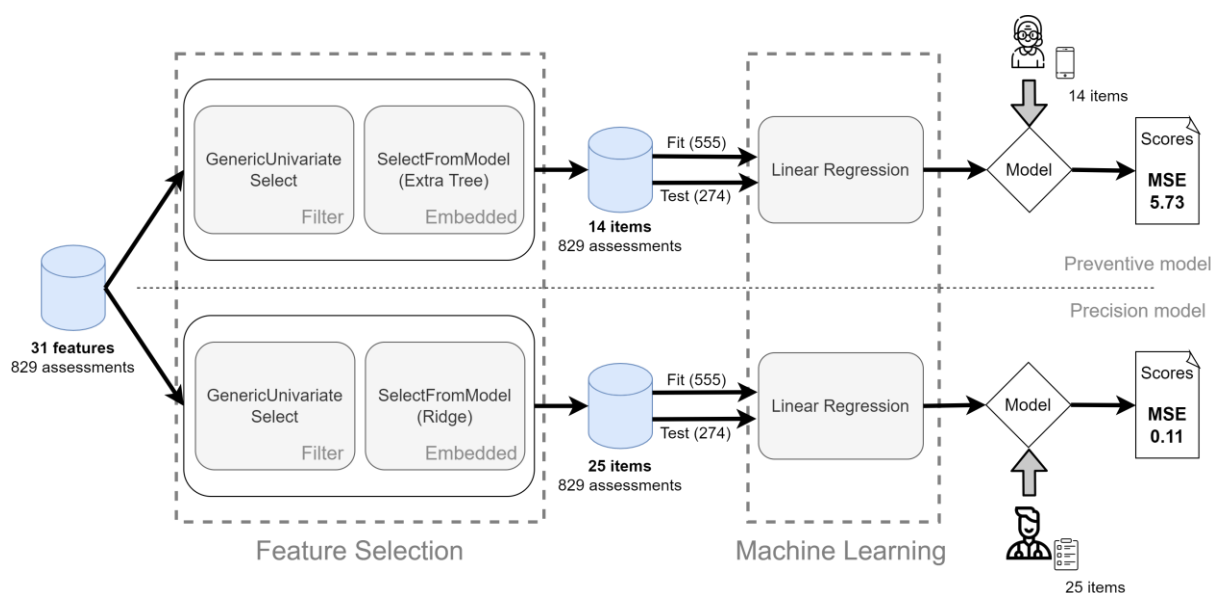 14 items
GenericUnivariate
Select
Filter
SelectFromModel
(Extra Tree)
Embedded
14 items
829 assessments
Fit (555)
Test (274)
Linear Regression
Model
Scores
MSE
5.73
Preventive model
31 features
829 assessments
Precision model
GenericUnivariate
Select
Filter
SelectFromModel
(Ridge)
Embedded
25 items
829 assessments
Fit (555)
Test (274)
Linear Regression
Model
Scores
MSE
0.11
25 items
Feature Selection
Machine Learning